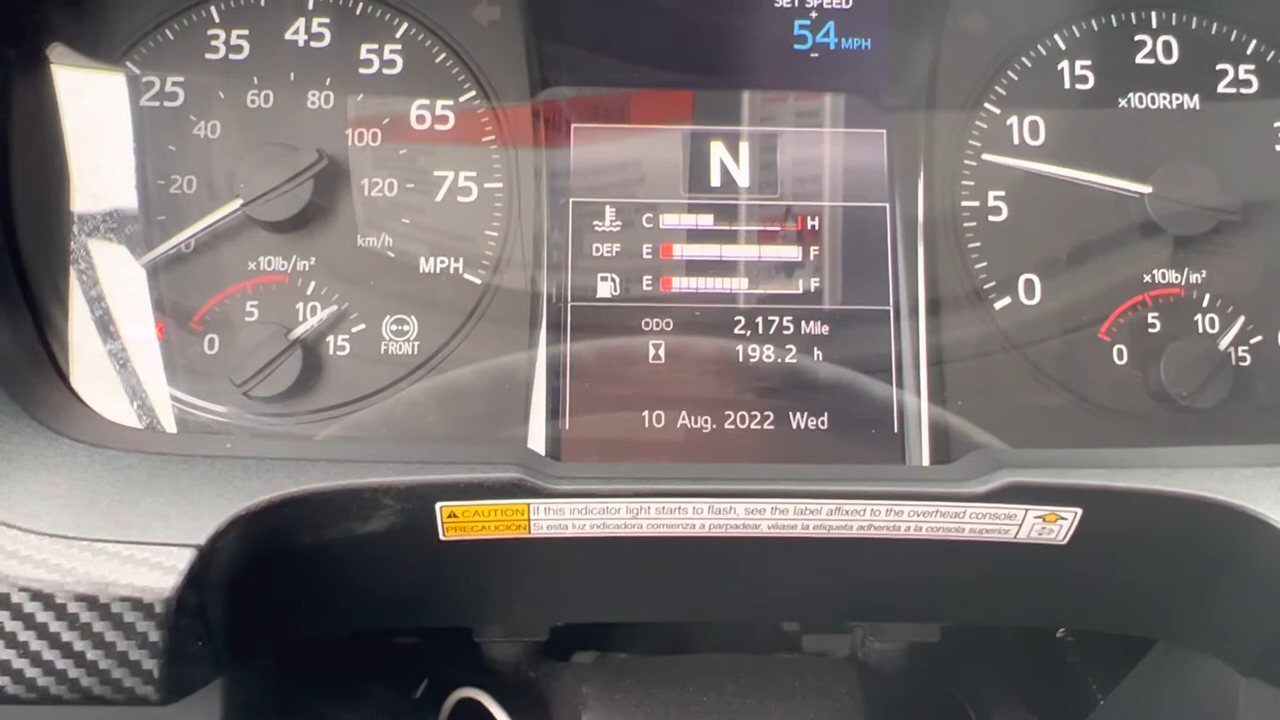 SET SPEED
+
54 MPH
-
25 35 45 55 65 75
20 40 60 80 100 120
km/h
MPH
x10lb/in²
0 5 10 15
FRONT
N
C H
DEF E F
E F
ODO 2,175 Mile
198.2 h
10 Aug. 2022 Wed
0 5 10 15 20 25
x100RPM
x10lb/in²
0 5 10 15
CAUTION If this indicator light starts to flash, see the label affixed to the overhead console.
PRECAUCIÓN Si esta luz indicadora comienza a parpadear, véase la etiqueta adherida a la consola superior.